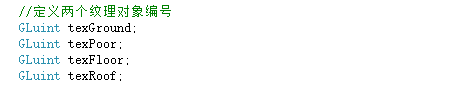 //定义两个纹理对象编号
GLuint texGround;
GLuint texPoor;
GLuint texFloor;
GLuint texRoof;